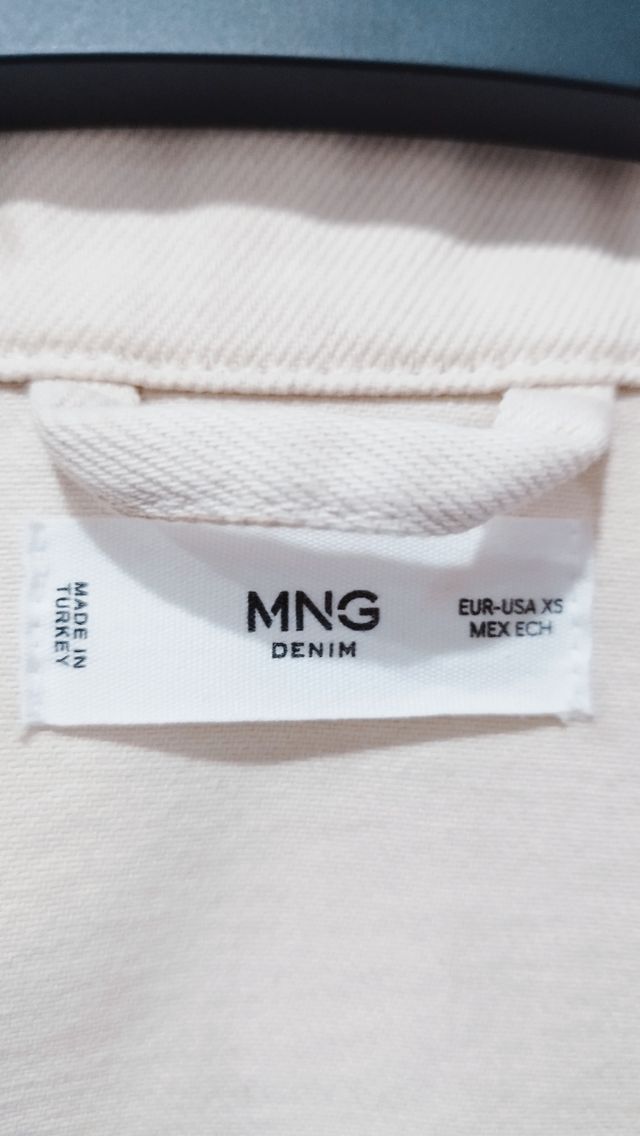 MADE IN
TURKEY
MNG
DENIM
EUR-USA XS
MEX ECH